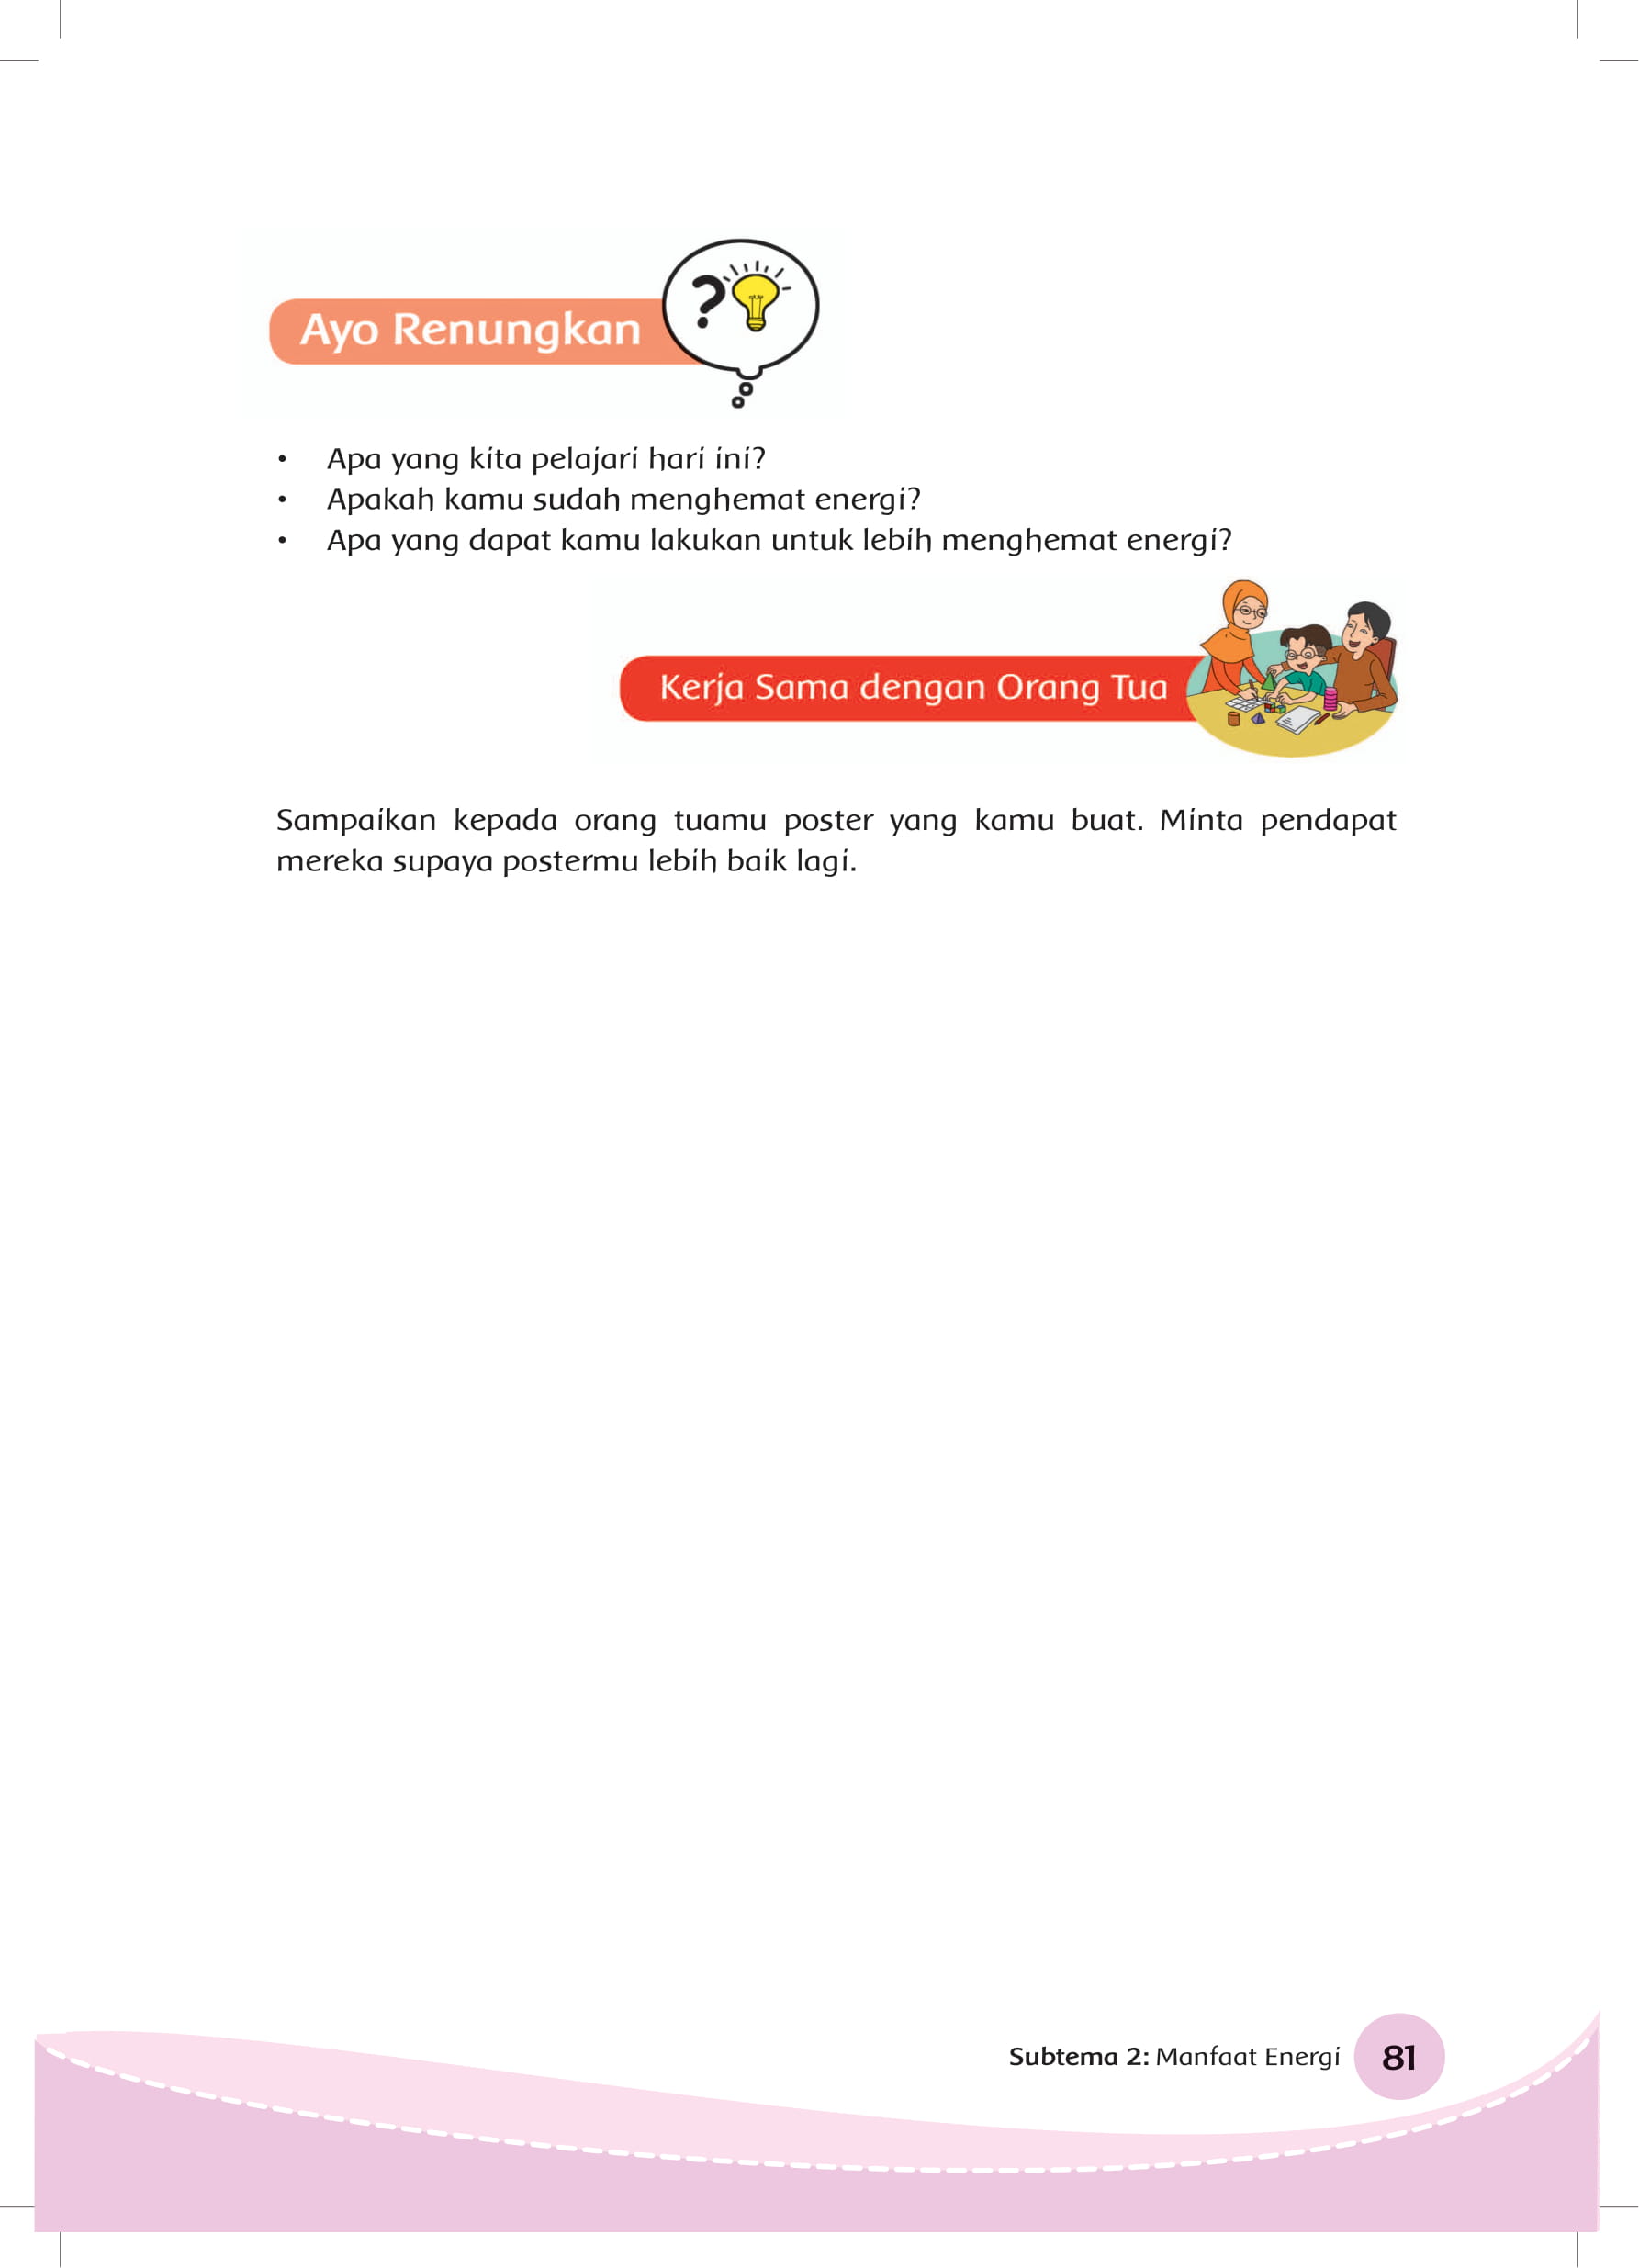 Ayo Renungkan
?
• Apa yang kita pelajari hari ini?
• Apakah kamu sudah menghemat energi?
• Apa yang dapat kamu lakukan untuk lebih menghemat energi?
Kerja Sama dengan Orang Tua
Sampaikan kepada orang tuamu poster yang kamu buat. Minta pendapat
mereka supaya postermu lebih baik lagi.
Subtema 2: Manfaat Energi 81